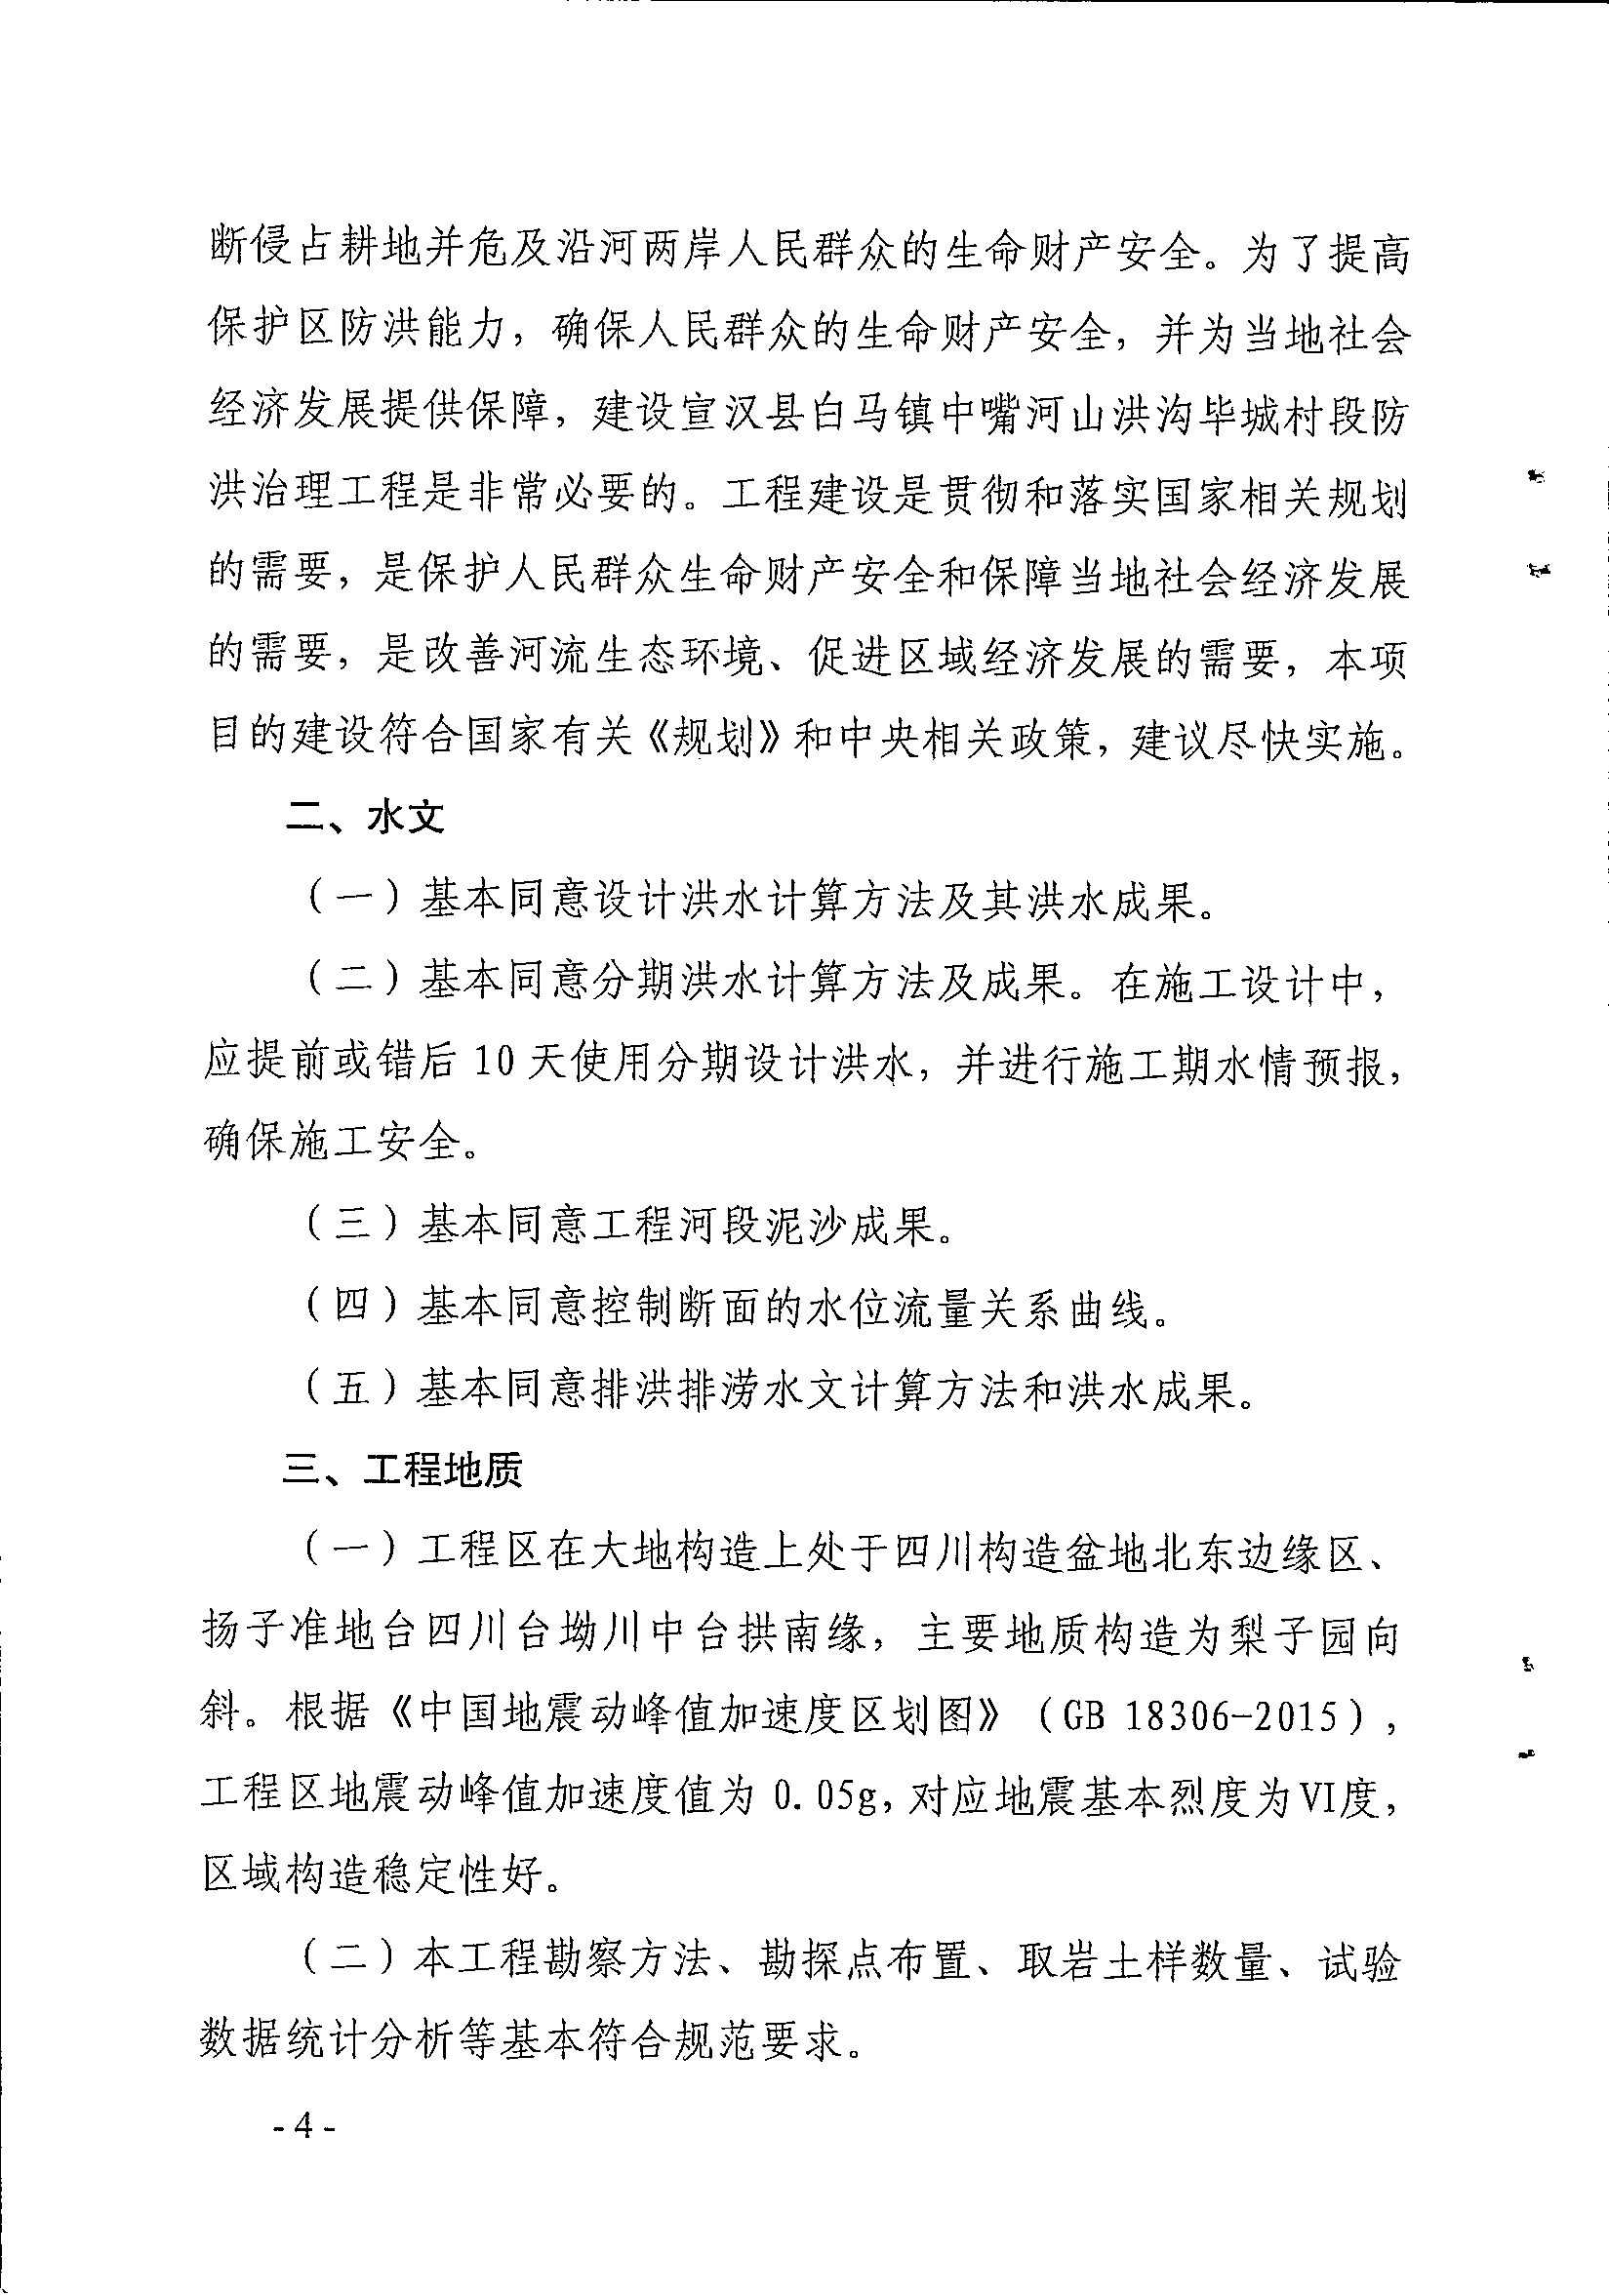 断侵占耕地并危及沿河两岸人民群众的生命财产安全。为了提高
保护区防洪能力，确保人民群众的生命财产安全，并为当地社会
经济发展提供保障，建设宣汉县白马镇中嘴河山洪沟毕城村段防
洪治理工程是非常必要的。工程建设是贯彻和落实国家相关规划
的需要，是保护人民群众生命财产安全和保障当地社会经济发展
的需要，是改善河流生态环境、促进区域经济发展的需要，本项
目的建设符合国家有关《规划》和中央相关政策，建议尽快实施。
二、水文
（一）基本同意设计洪水计算方法及其洪水成果。
（二）基本同意分期洪水计算方法及成果。在施工设计中，
应提前或错后 10 天使用分期设计洪水，并进行施工期水情预报，
确保施工安全。
（三）基本同意工程河段泥沙成果。
（四）基本同意控制断面的水位流量关系曲线。
（五）基本同意排洪排涝水文计算方法和洪水成果。
三、工程地质
（一）工程区在大地构造上处于四川构造盆地北东边缘区、
扬子准地台四川台坳川中台拱南缘，主要地质构造为梨子园向
斜。根据《中国地震动峰值加速度区划图》（GB 18306-2015），
工程区地震动峰值加速度值为 0.05g，对应地震基本烈度为VI度，
区域构造稳定性好。
（二）本工程勘察方法、勘探点布置、取岩土样数量、试验
数据统计分析等基本符合规范要求。
-4-